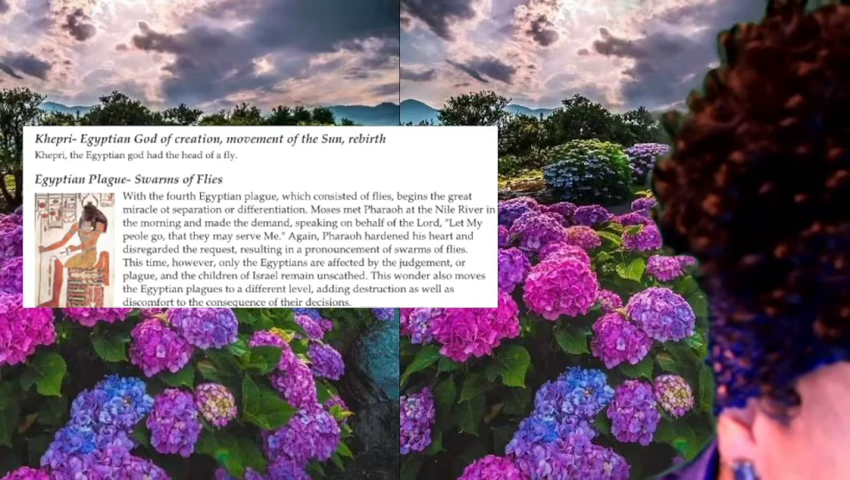 Khepri- Egyptian God of creation, movement of the Sun, rebirth
Khepri, the Egyptian god had the head of a fly.
Egyptian Plague- Swarms of Flies
With the fourth Egyptian plague, which consisted of flies, begins the great
miracle ot separation or differentiation. Moses met Pharaoh at the Nile River in
the morning and made the demand, speaking on behalf of the Lord, "Let My
peole go, that they may serve Me." Again, Pharaoh hardened his heart and
disregarded the request, resulting in a pronouncement of swarms of flies.
This time, however, only the Egyptians are affected by the judgement, or
plague, and the children of Israel remain unscathed. This wonder also moves
the Egyptian plagues to a different level, adding destruction as well as
discomfort to the consequence of their decisions.